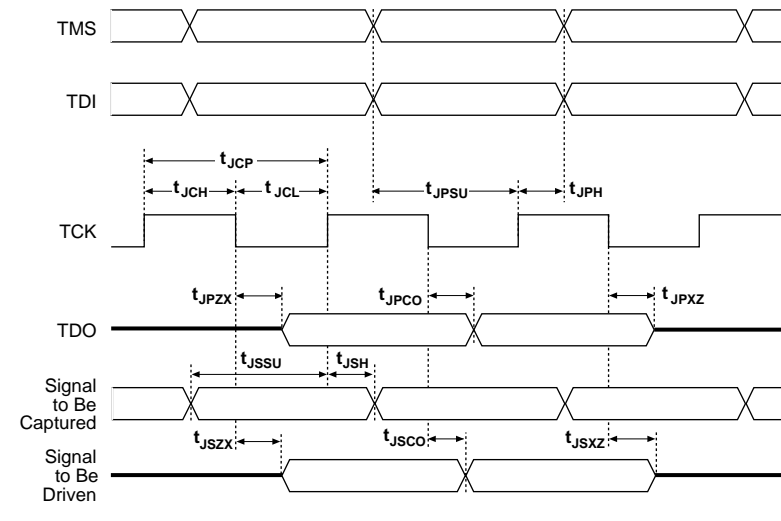 TMS
TDI
tJCP
tJCH
tJCL
tJPSU
tJPH
TCK
tJPZX
tJPCO
tJPXZ
TDO
tJSSU
tJSH
Signal
to Be
Captured
tJSZX
tJSCO
tJSXZ
Signal
to Be
Driven